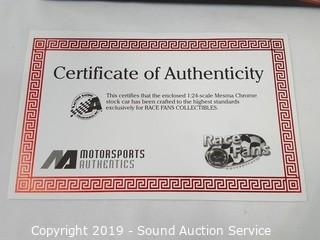 Certificate of Authenticity
This certifies that the enclosed 1:24-scale Mesma Chrome
stock car has been crafted to the highest standards
exclusively for RACE FANS COLLECTIBLES.
MOTORSPORTS
AUTHENTICS
Race
Fans
Copyright 2019 - Sound Auction Service